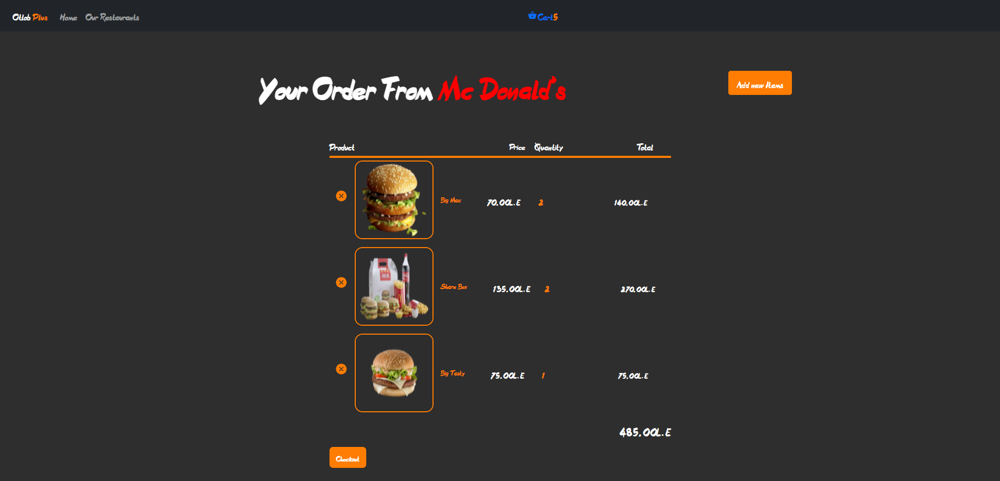 Otlob Plus Home Our Restaurants Cart5
Your Order From Mc Donald's
Add new Items
Product Price Quantity Total
Big Mac 70.00L.E 2 140.00L.E
Share Box 135.00L.E 2 270.00L.E
Big Tasty 75.00L.E 1 75.00L.E
485.00L.E
Checkout